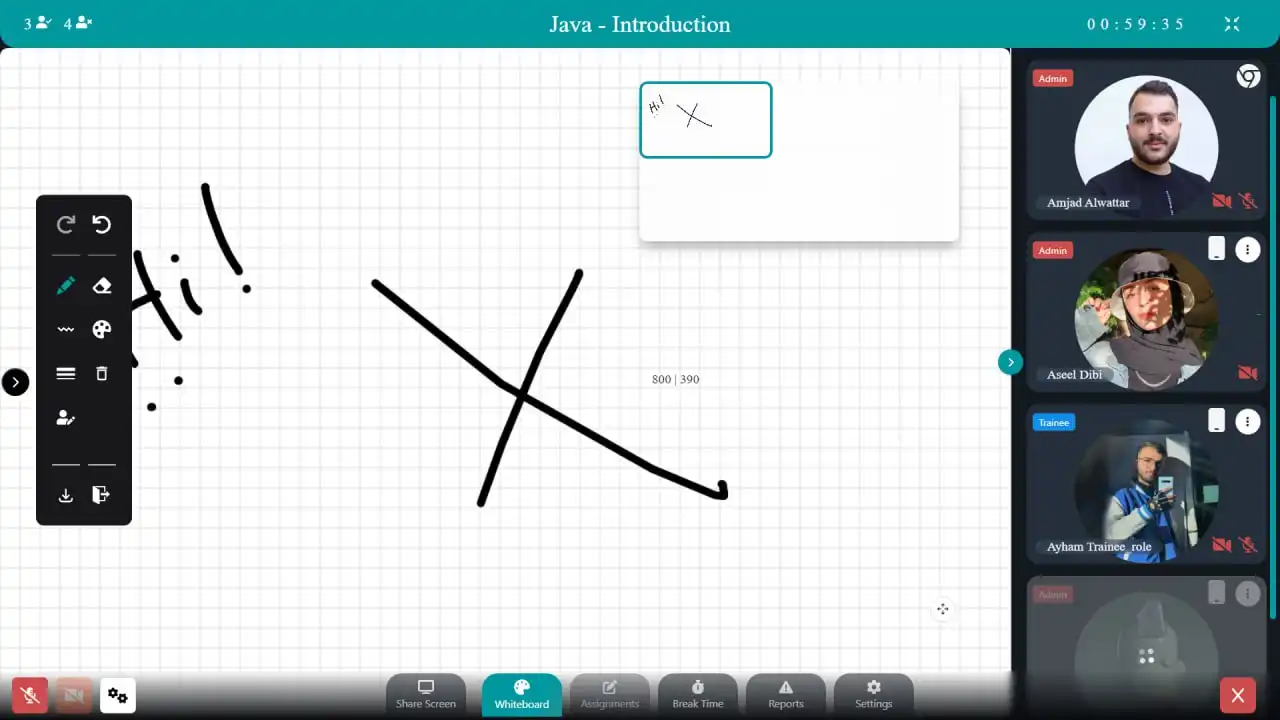 3 4 Java - Introduction 00:59:35
Hi!
Hi!
800 | 390
Admin
Amjad Alwattar
Admin
Aseel Dibi
Trainee
Ayham Trainee_role
Admin
Share Screen
Whiteboard
Assignments
Break Time
Reports
Settings